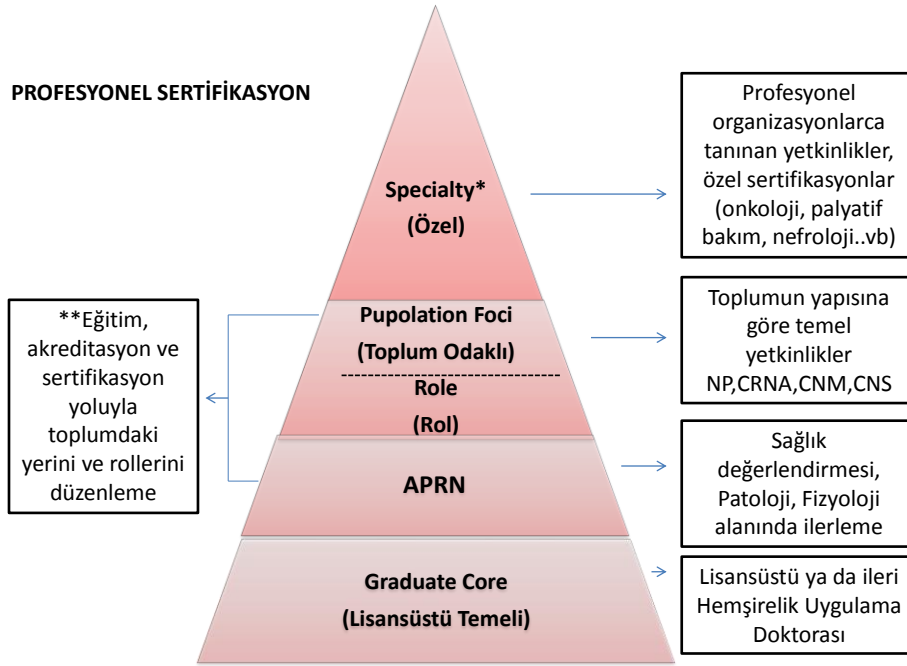 PROFESYONEL SERTİFİKASYON
Specialty*
(Özel)
Profesyonel
organizasyonlarca
tanınan yetkinlikler,
özel sertifikasyonlar
(onkoloji, palyatif
bakım, nefroloji..vb)
**Eğitim,
akreditasyon ve
sertifikasyon
yoluyla
toplumdaki
yerini ve rollerini
düzenleme
Pupolation Foci
(Toplum Odaklı)
Role
(Rol)
Toplumun yapısına
göre temel
yetkinlikler
NP,CRNA,CNM,CNS
APRN
Sağlık
değerlendirmesi,
Patoloji, Fizyoloji
alanında ilerleme
Graduate Core
(Lisansüstü Temeli)
Lisansüstü ya da ileri
Hemşirelik Uygulama
Doktorası